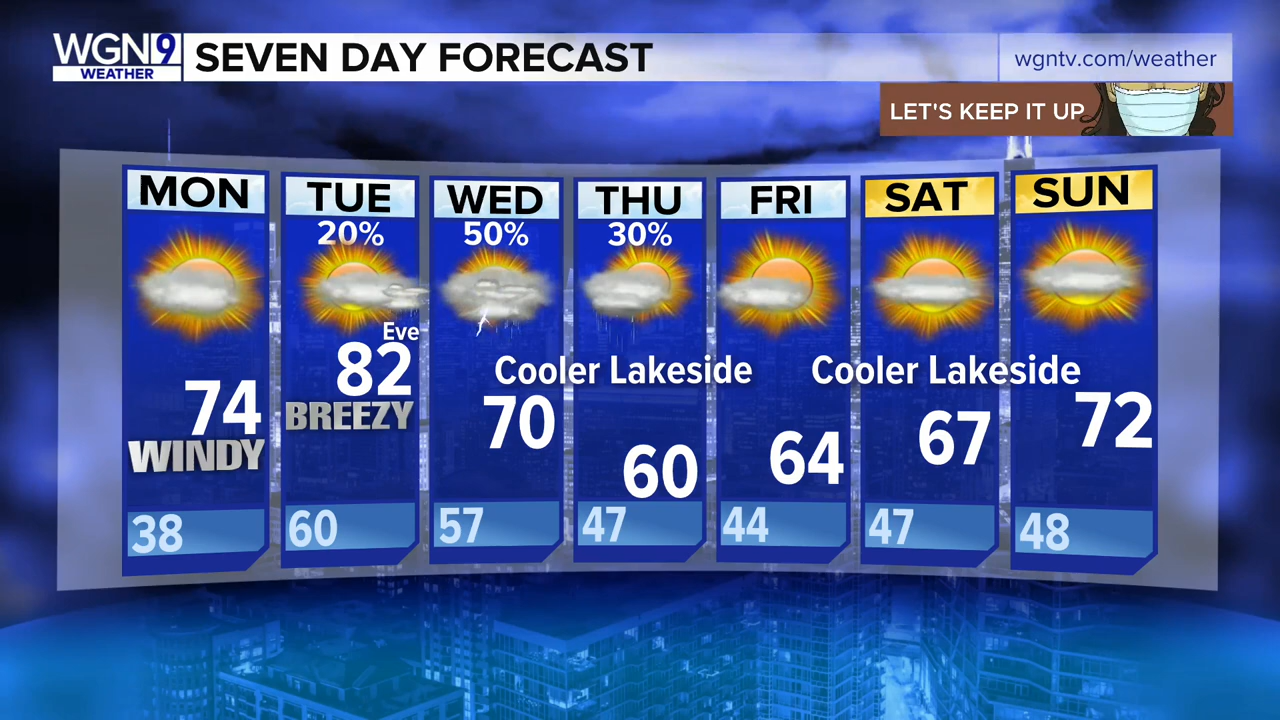 WGN9
WEATHER
SEVEN DAY FORECAST
wgntv.com/weather
LET'S KEEP IT UP
MON
TUE
WED
THU
FRI
SAT
SUN
20%
50%
30%
Eve
82
Cooler Lakeside
Cooler Lakeside
74
BREEZY
70
67
72
WINDY
60
64
38
60
57
47
44
47
48